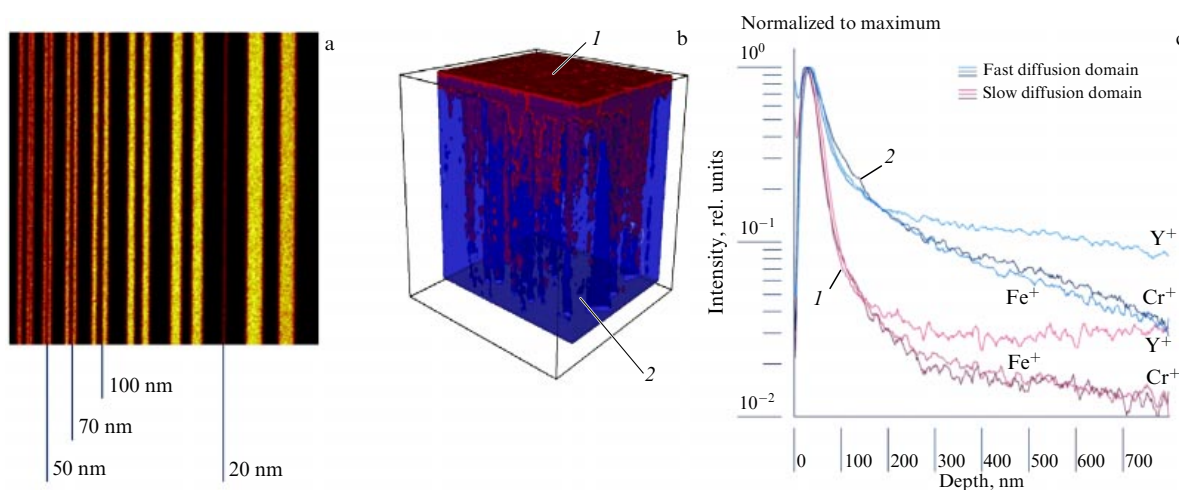 a
100 nm
70 nm
50 nm
20 nm
b
1
2
c
Normalized to maximum
Fast diffusion domain
Slow diffusion domain
Intensity, rel. units
10⁰
10⁻¹
10⁻²
2
1
Y⁺
Fe⁺
Cr⁺
Y⁺
Fe⁺
Cr⁺
0 100 200 300 400 500 600 700
Depth, nm